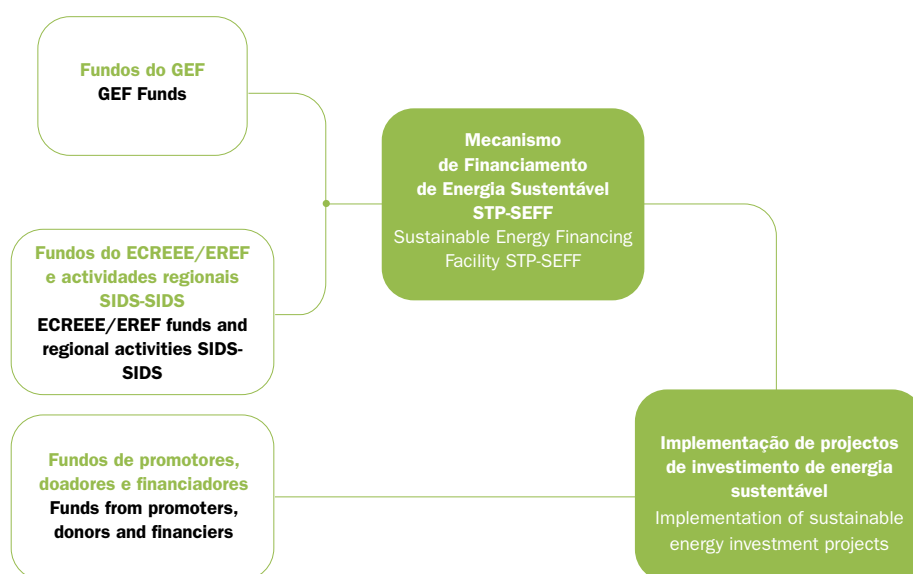 Fundos do GEF
GEF Funds
Mecanismo
de Financiamento
de Energia Sustentável
STP-SEFF
Sustainable Energy Financing
Facility STP-SEFF
Fundos do ECREEE/EREF
e actividades regionais
SIDS-SIDS
ECREEE/EREF funds and
regional activities SIDS-
SIDS
Fundos de promotores,
doadores e financiadores
Funds from promoters,
donors and financiers
Implementação de projectos
de investimento de energia
sustentável
Implementation of sustainable
energy investment projects